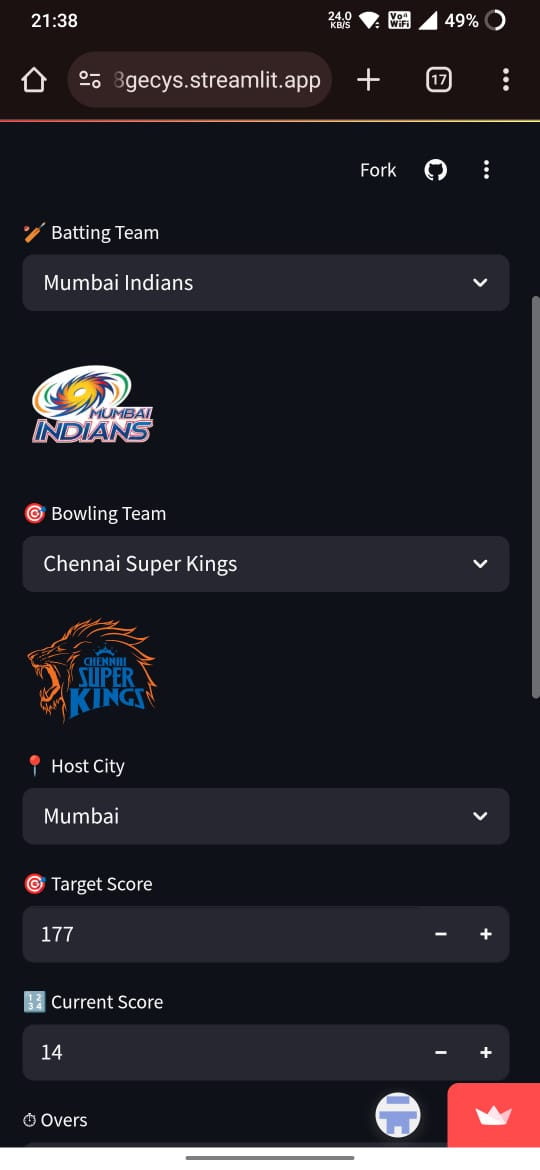 21:38
24.0 KB/S
Vo WiFi
49%
8gecys.streamlit.app
17
Fork
Batting Team
Mumbai Indians
MUMBAI
INDIANS
Bowling Team
Chennai Super Kings
CHENNAI
SUPER
KINGS
Host City
Mumbai
Target Score
177
Current Score
14
Overs